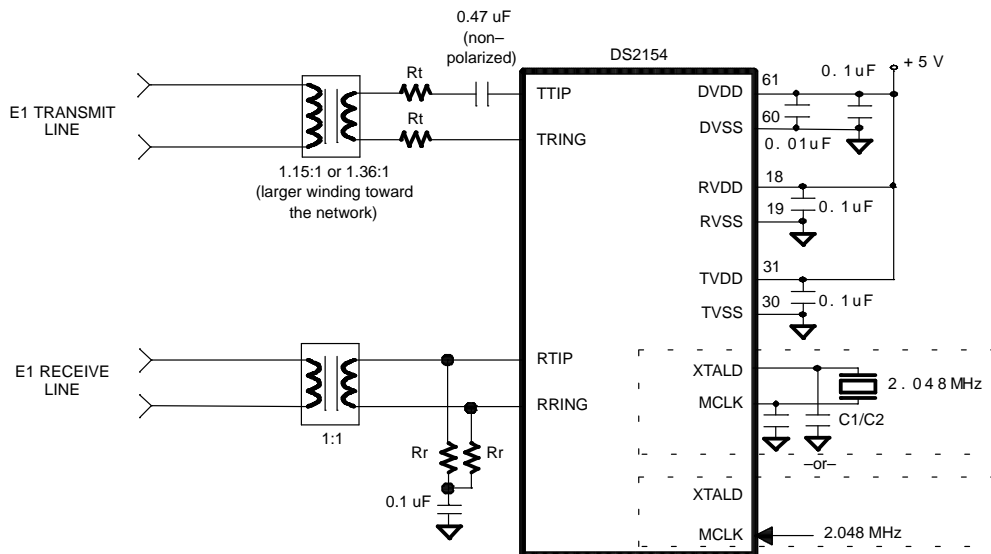 0.47 uF
(non–
polarized)
DS2154
+ 5 V
E1 TRANSMIT
LINE
Rt
Rt
1.15:1 or 1.36:1
(larger winding toward
the network)
TTIP
TRING
DVDD
61
0.1uF
DVSS
60
0.01uF
RVDD
18
RVSS
19
0.1uF
TVDD
31
TVSS
30
0.1uF
E1 RECEIVE
LINE
1:1
RTIP
RRING
Rr
Rr
0.1 uF
XTALD
MCLK
2.048MHz
C1/C2
–or–
XTALD
MCLK
2.048 MHz